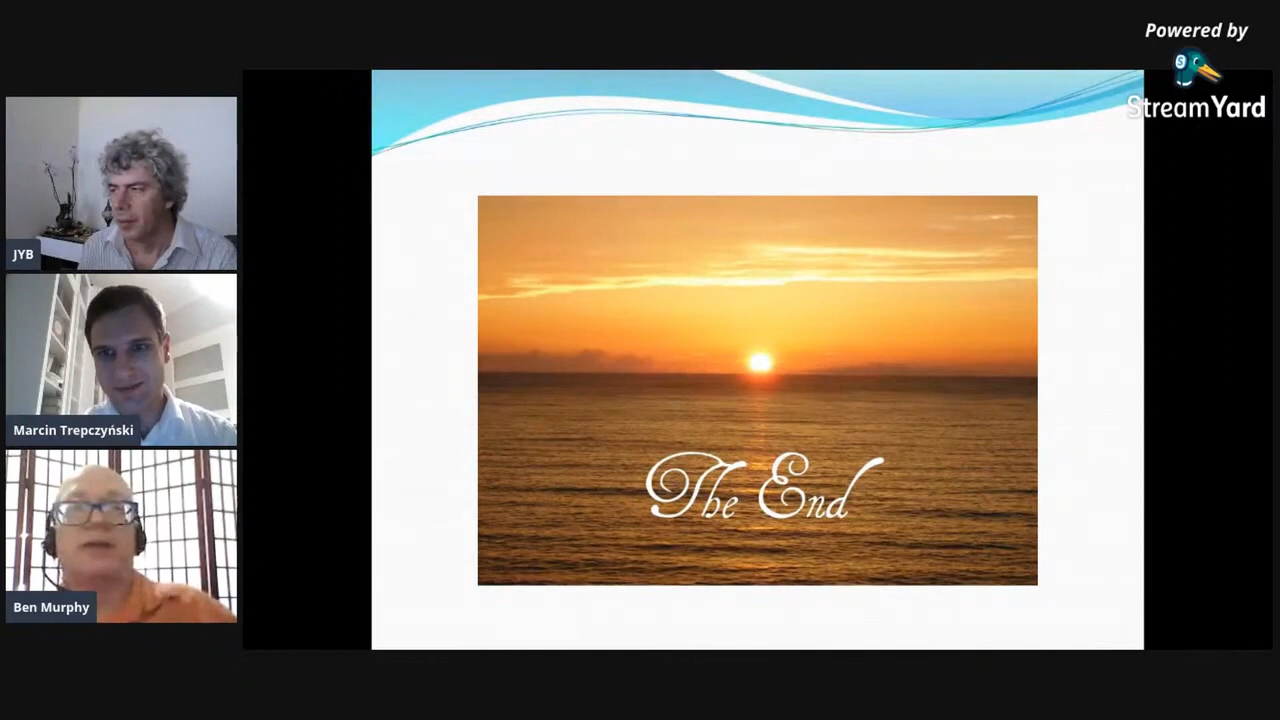 Powered by
StreamYard
JYB
Marcin Trepczyński
Ben Murphy
The End